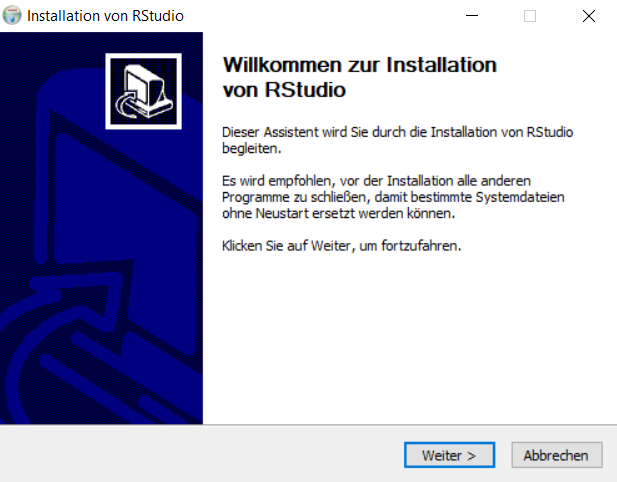 Installation von RStudio
Willkommen zur Installation
von RStudio
Dieser Assistent wird Sie durch die Installation von RStudio
begleiten.
Es wird empfohlen, vor der Installation alle anderen
Programme zu schließen, damit bestimmte Systemdateien
ohne Neustart ersetzt werden können.
Klicken Sie auf Weiter, um fortzufahren.
Weiter >
Abbrechen